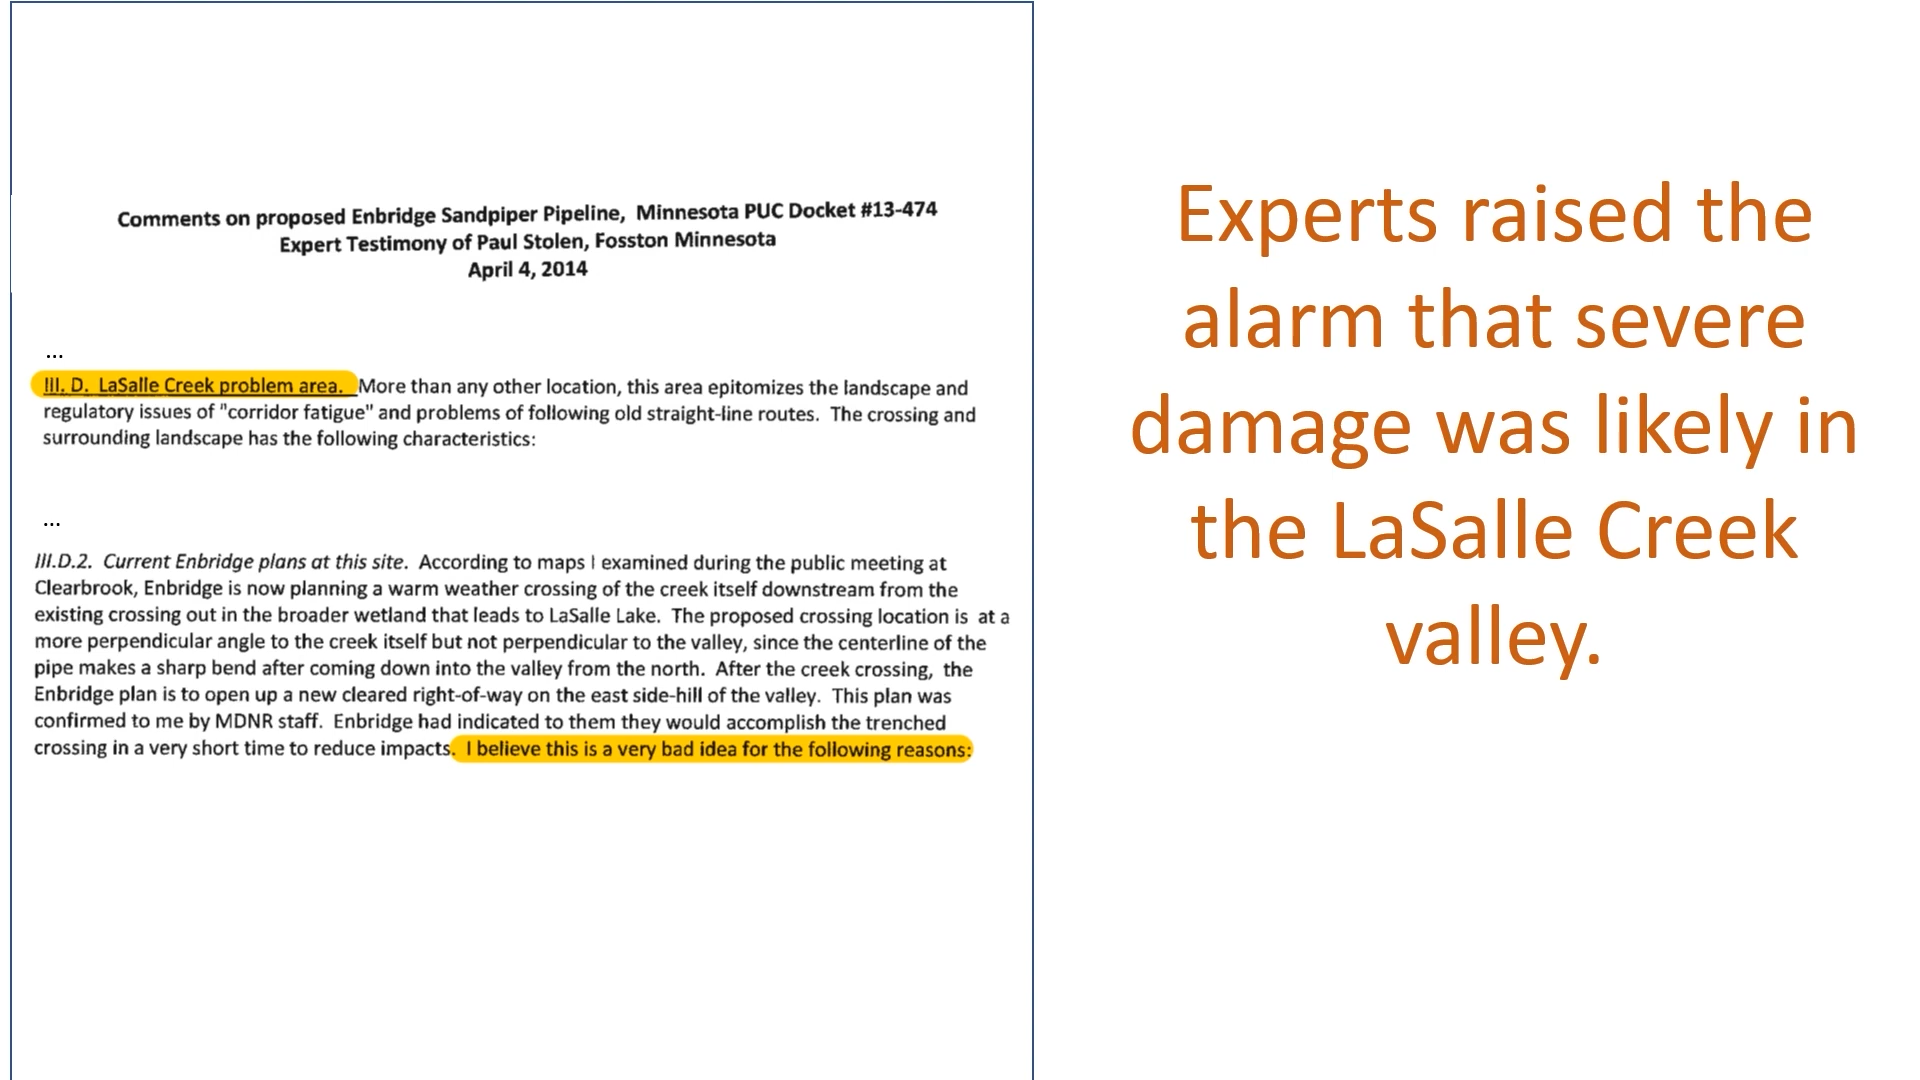 Comments on proposed Enbridge Sandpiper Pipeline, Minnesota PUC Docket #13-474
Expert Testimony of Paul Stolen, Fosston Minnesota
April 4, 2014
...
III. D. LaSalle Creek problem area. More than any other location, this area epitomizes the landscape and
regulatory issues of "corridor fatigue" and problems of following old straight-line routes. The crossing and
surrounding landscape has the following characteristics:
...
III.D.2. Current Enbridge plans at this site. According to maps I examined during the public meeting at
Clearbrook, Enbridge is now planning a warm weather crossing of the creek itself downstream from the
existing crossing out in the broader wetland that leads to LaSalle Lake. The proposed crossing location is at a
more perpendicular angle to the creek itself but not perpendicular to the valley, since the centerline of the
pipe makes a sharp bend after coming down into the valley from the north. After the creek crossing, the
Enbridge plan is to open up a new cleared right-of-way on the east side-hill of the valley. This plan was
confirmed to me by MDNR staff. Enbridge had indicated to them they would accomplish the trenched
crossing in a very short time to reduce impacts. I believe this is a very bad idea for the following reasons:
Experts raised the
alarm that severe
damage was likely in
the LaSalle Creek
valley.